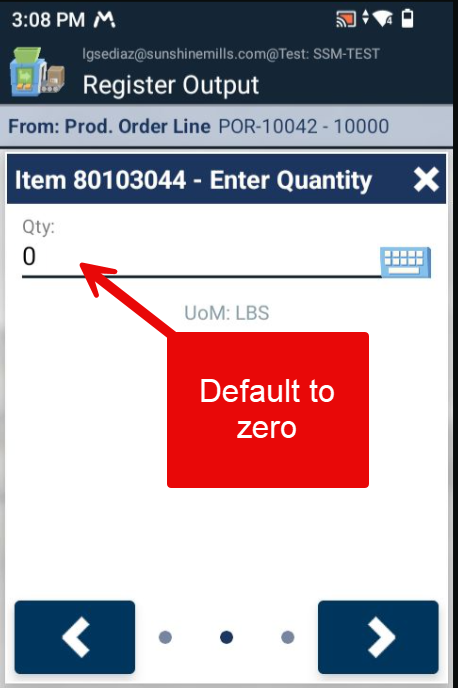 3:08 PM
lgsediaz@sunshinemills.com@Test: SSM-TEST
Register Output
From: Prod. Order Line POR-10042 - 10000
Item 80103044 - Enter Quantity
Qty:
0
UoM: LBS
Default to
zero